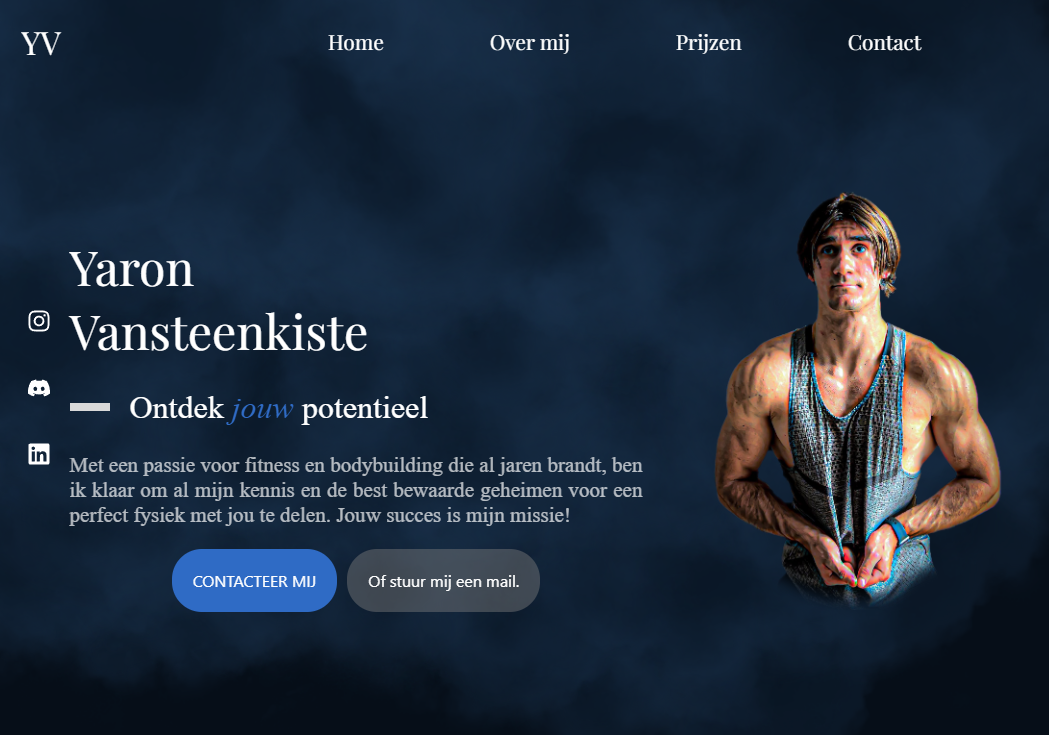 YV
Home
Over mij
Prijzen
Contact
Yaron
Vansteenkiste
Ontdek jouw potentieel
Met een passie voor fitness en bodybuilding die al jaren brandt, ben
ik klaar om al mijn kennis en de best bewaarde geheimen voor een
perfect fysiek met jou te delen. Jouw succes is mijn missie!
CONTACTEER MIJ
Of stuur mij een mail.